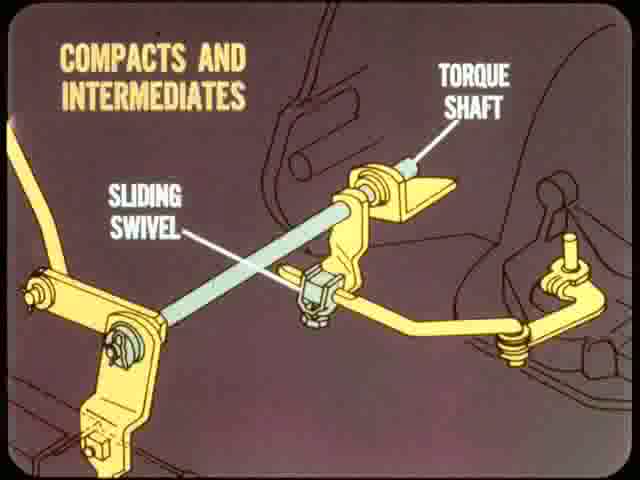 COMPACTS AND
INTERMEDIATES
TORQUE
SHAFT
SLIDING
SWIVEL